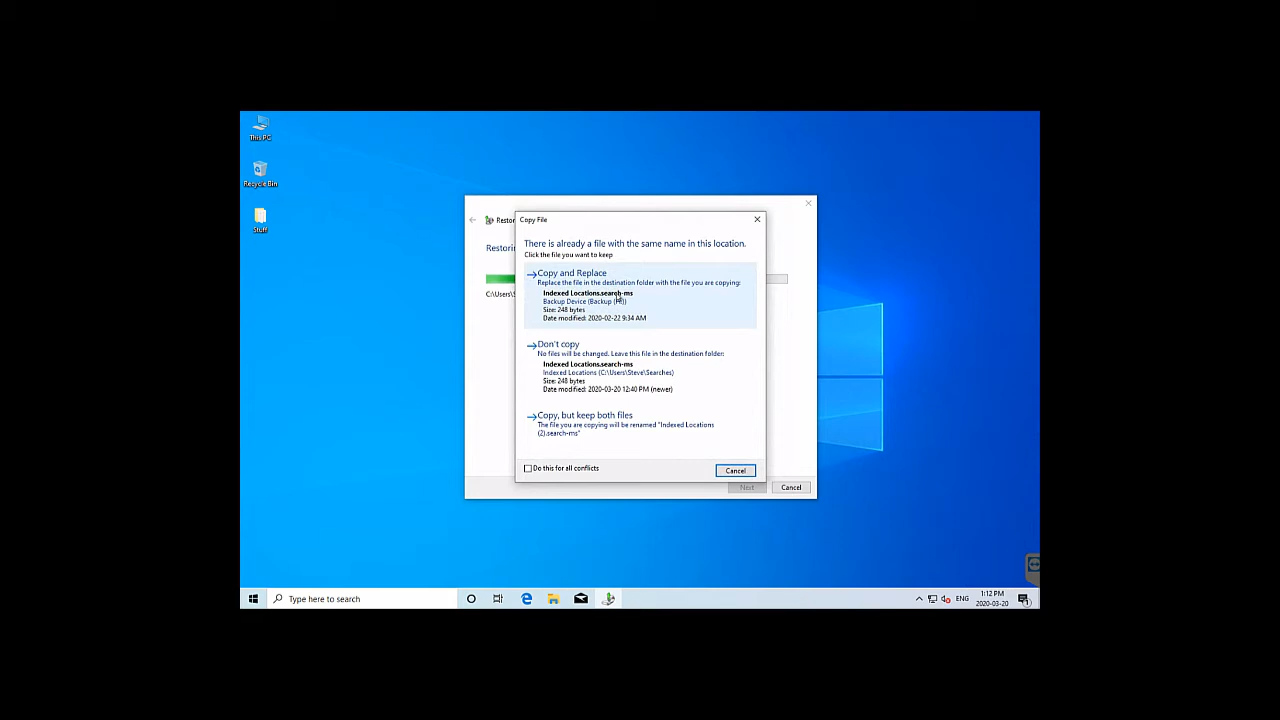 This PC
Recycle Bin
Stuff
Copy File
There is already a file with the same name in this location.
Click the file you want to keep
Copy and Replace
Replace the file in the destination folder with the file you are copying:
Indexed Locations.search-ms
Backup Device (Backup
Size: 248 bytes
Date modified: 2020-02-22 9:34 AM
Don't copy
No files will be changed. Leave this file in the destination folder:
Indexed Locations.search-ms
Indexed Locations (C:\Users\Steve\Searches)
Size: 248 bytes
Date modified: 2020-03-20 12:40 PM (newer)
Copy, but keep both files
The file you are copying will be renamed "Indexed Locations
(2).search-ms"
Do this for all conflicts
Cancel
Next
Cancel
Type here to search
ENG
1:12 PM
2020-03-20